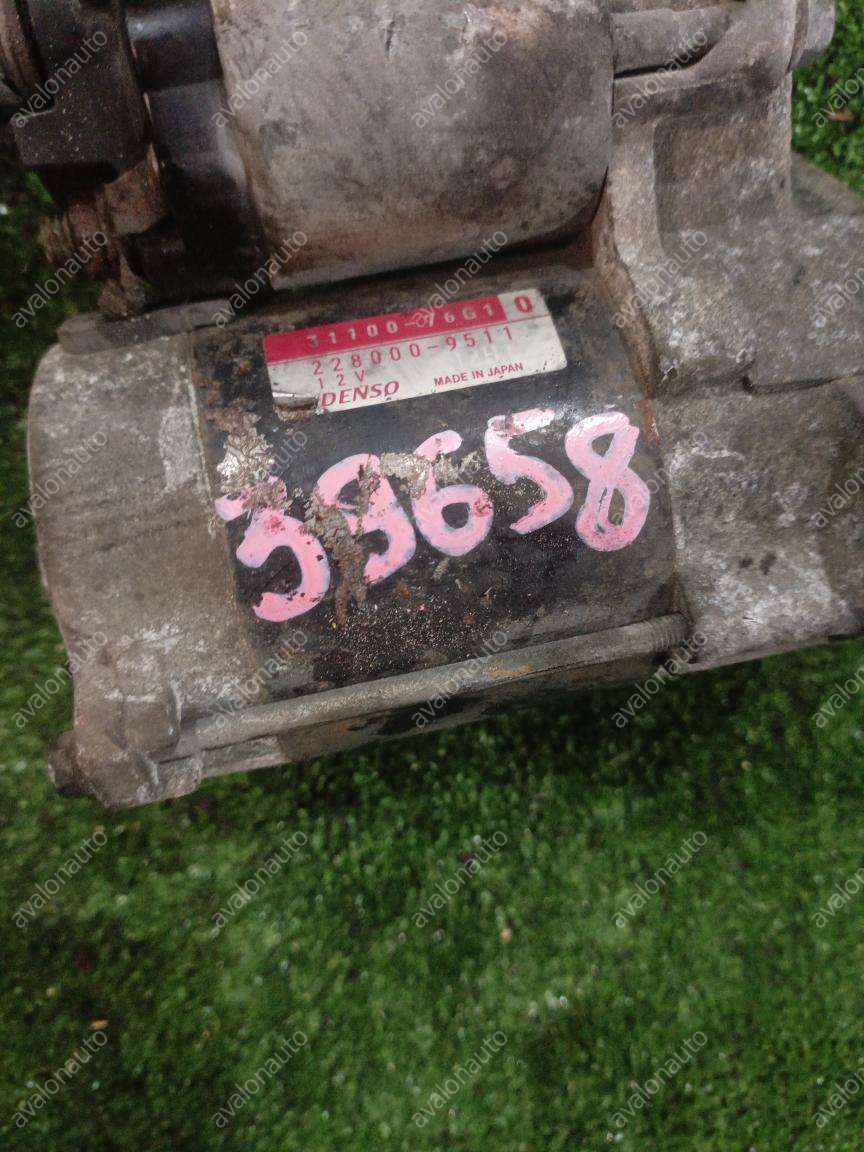 31100-76G1 0
228000-9511
12V
DENSO MADE IN JAPAN
39658
avalonauto